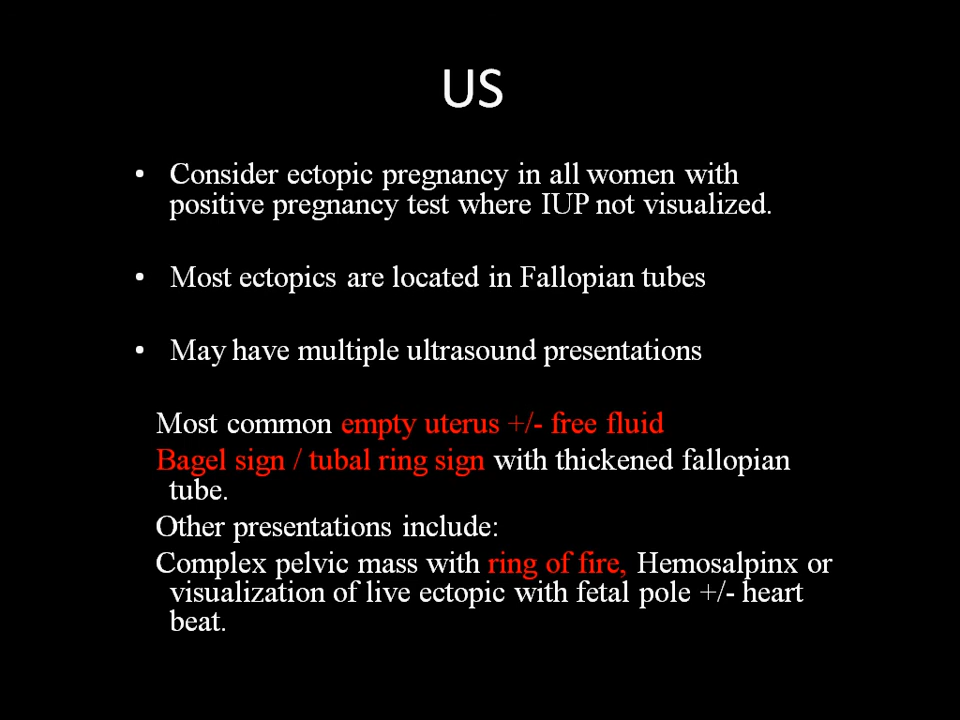 US
• Consider ectopic pregnancy in all women with
positive pregnancy test where IUP not visualized.
• Most ectopics are located in Fallopian tubes
• May have multiple ultrasound presentations
Most common empty uterus +/- free fluid
Bagel sign / tubal ring sign with thickened fallopian
tube.
Other presentations include:
Complex pelvic mass with ring of fire, Hemosalpinx or
visualization of live ectopic with fetal pole +/- heart
beat.